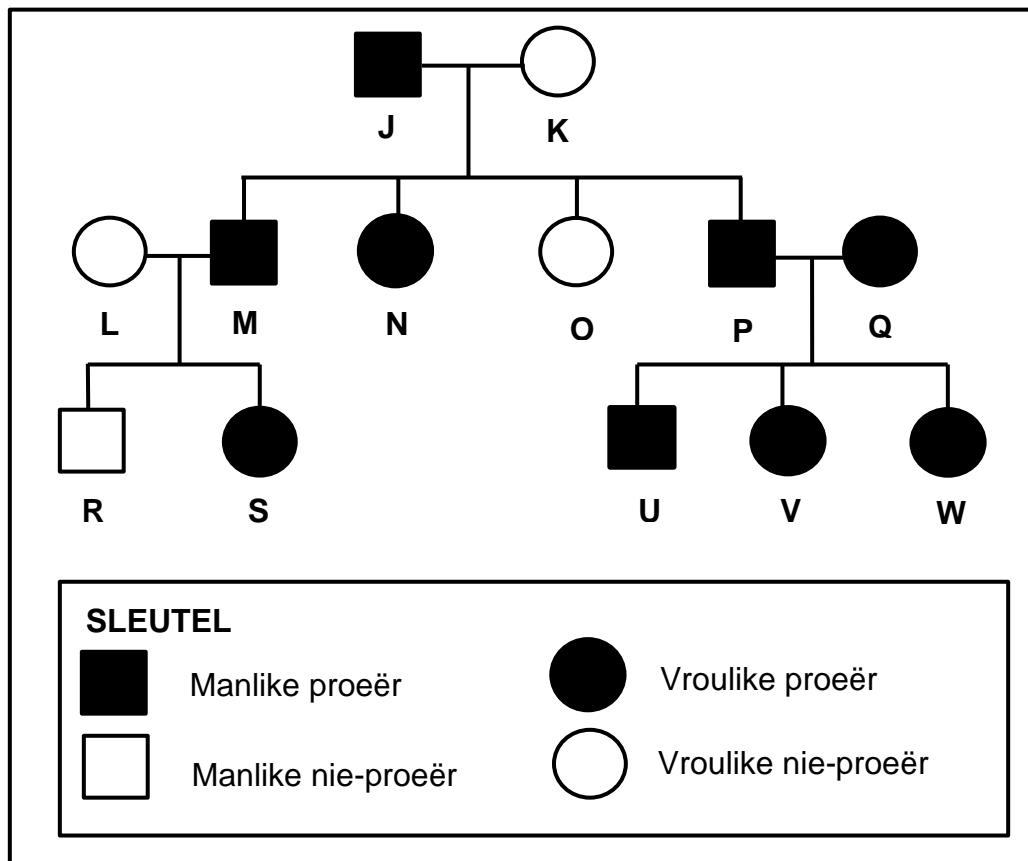 J K
L M N O P Q
R S U V W
SLEUTEL
Manlike proeër Vroulike proeër
Manlike nie-proeër Vroulike nie-proeër